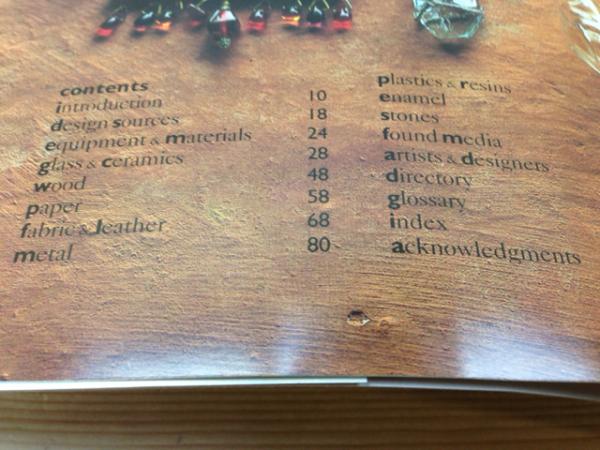 contents
introduction 10
design sources 18
equipment & materials 24
glass & ceramics 28
wood 48
paper 58
fabric & leather 68
metal 80
plastics & resins
enamel
stones
found media
artists & designers
directory
glossary
index
acknowledgments